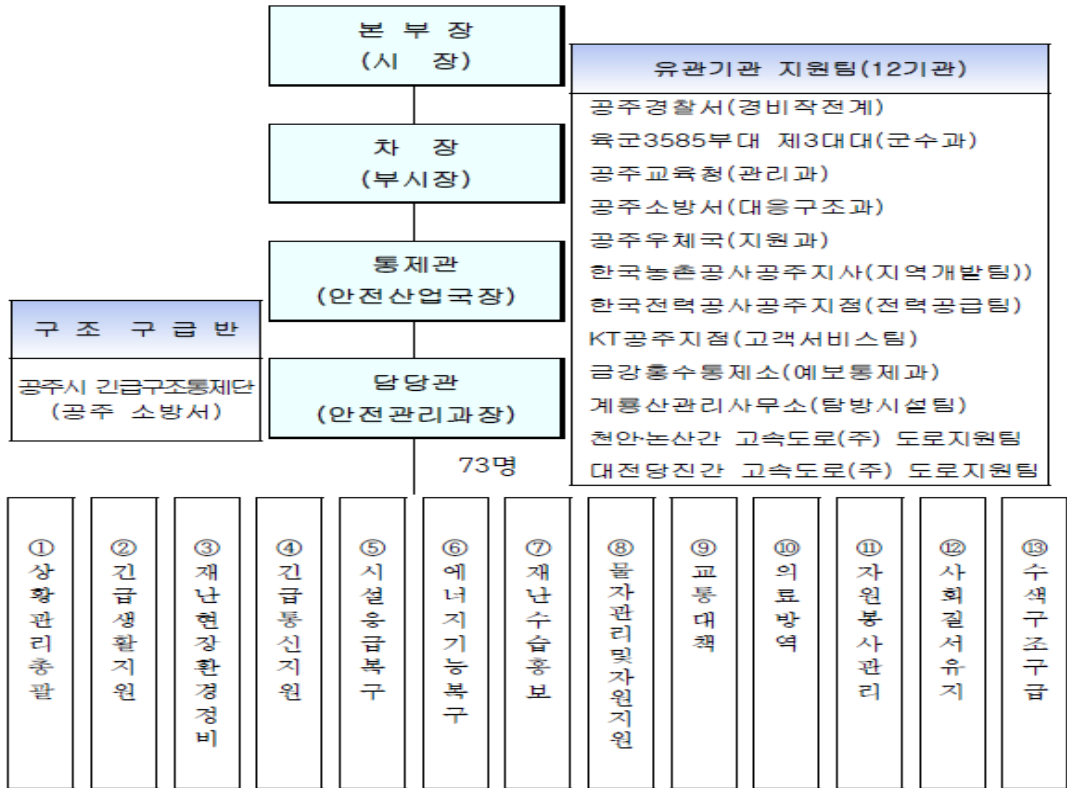 본 부 장
(시 장)
차 장
(부시장)
통제관
(안전산업국장)
담당관
(안전관리과장)
73명
유관기관 지원팀(12기관)
공주경찰서(경비작전계)
육군3585부대 제3대대(군수과)
공주교육청(관리과)
공주소방서(대응구조과)
공주우체국(지원과)
한국농촌공사공주지사(지역개발팀))
한국전력공사공주지점(전력공급팀)
KT공주지점(고객서비스팀)
금강홍수통제소(예보통제과)
계룡산관리사무소(탐방시설팀)
천안·논산간 고속도로(주) 도로지원팀
대전당진간 고속도로(주) 도로지원팀
구 조 구 급 반
공주시 긴급구조통제단
(공주 소방서)
①상황관리총괄
②긴급생활지원
③재난현장환경정비
④긴급통신지원
⑤시설응급복구
⑥에너지기능복구
⑦재난수습홍보
⑧물자관리및자원지원
⑨교통대책
⑩의료방역
⑪자원봉사관리
⑫사회질서유지
⑬수색구조구급